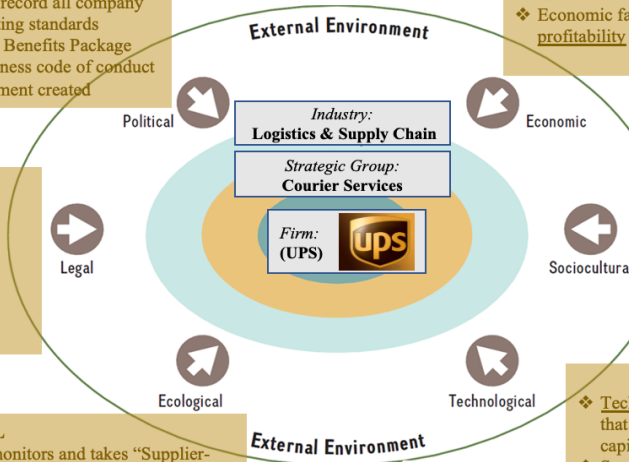 record all company
ting standards
Benefits Package
ness code of conduct
ment created
❖ Economic fa
profitability
External Environment
Political
Economic
Industry:
Logistics & Supply Chain
Strategic Group:
Courier Services
Firm:
(UPS)
ups
Legal
Sociocultura
Ecological
Technological
External Environment
nonitors and takes “Supplier-
❖ Tec
that
capi